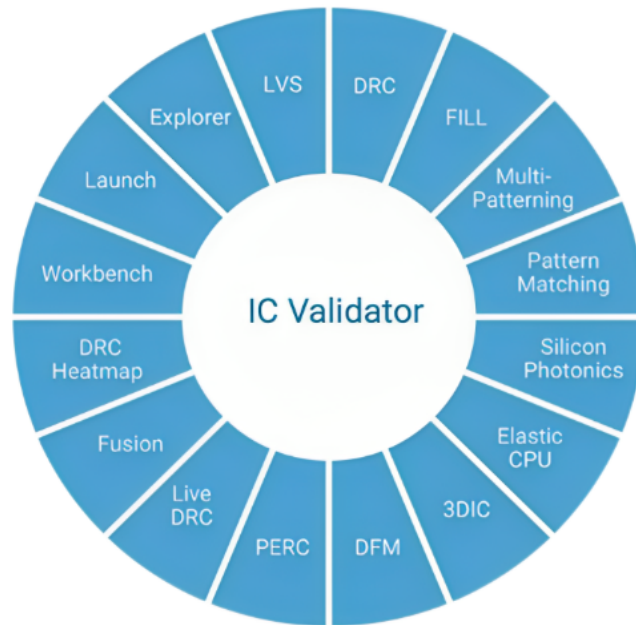 LVS
DRC
FILL
Multi-
Patterning
Pattern
Matching
Silicon
Photonics
Elastic
CPU
3DIC
DFM
PERC
Live
DRC
Fusion
DRC
Heatmap
Workbench
Launch
Explorer
IC Validator